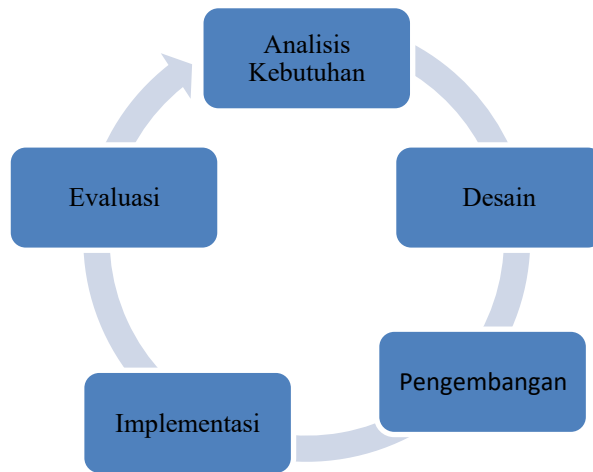 Analisis
Kebutuhan
Desain
Pengembangan
Implementasi
Evaluasi